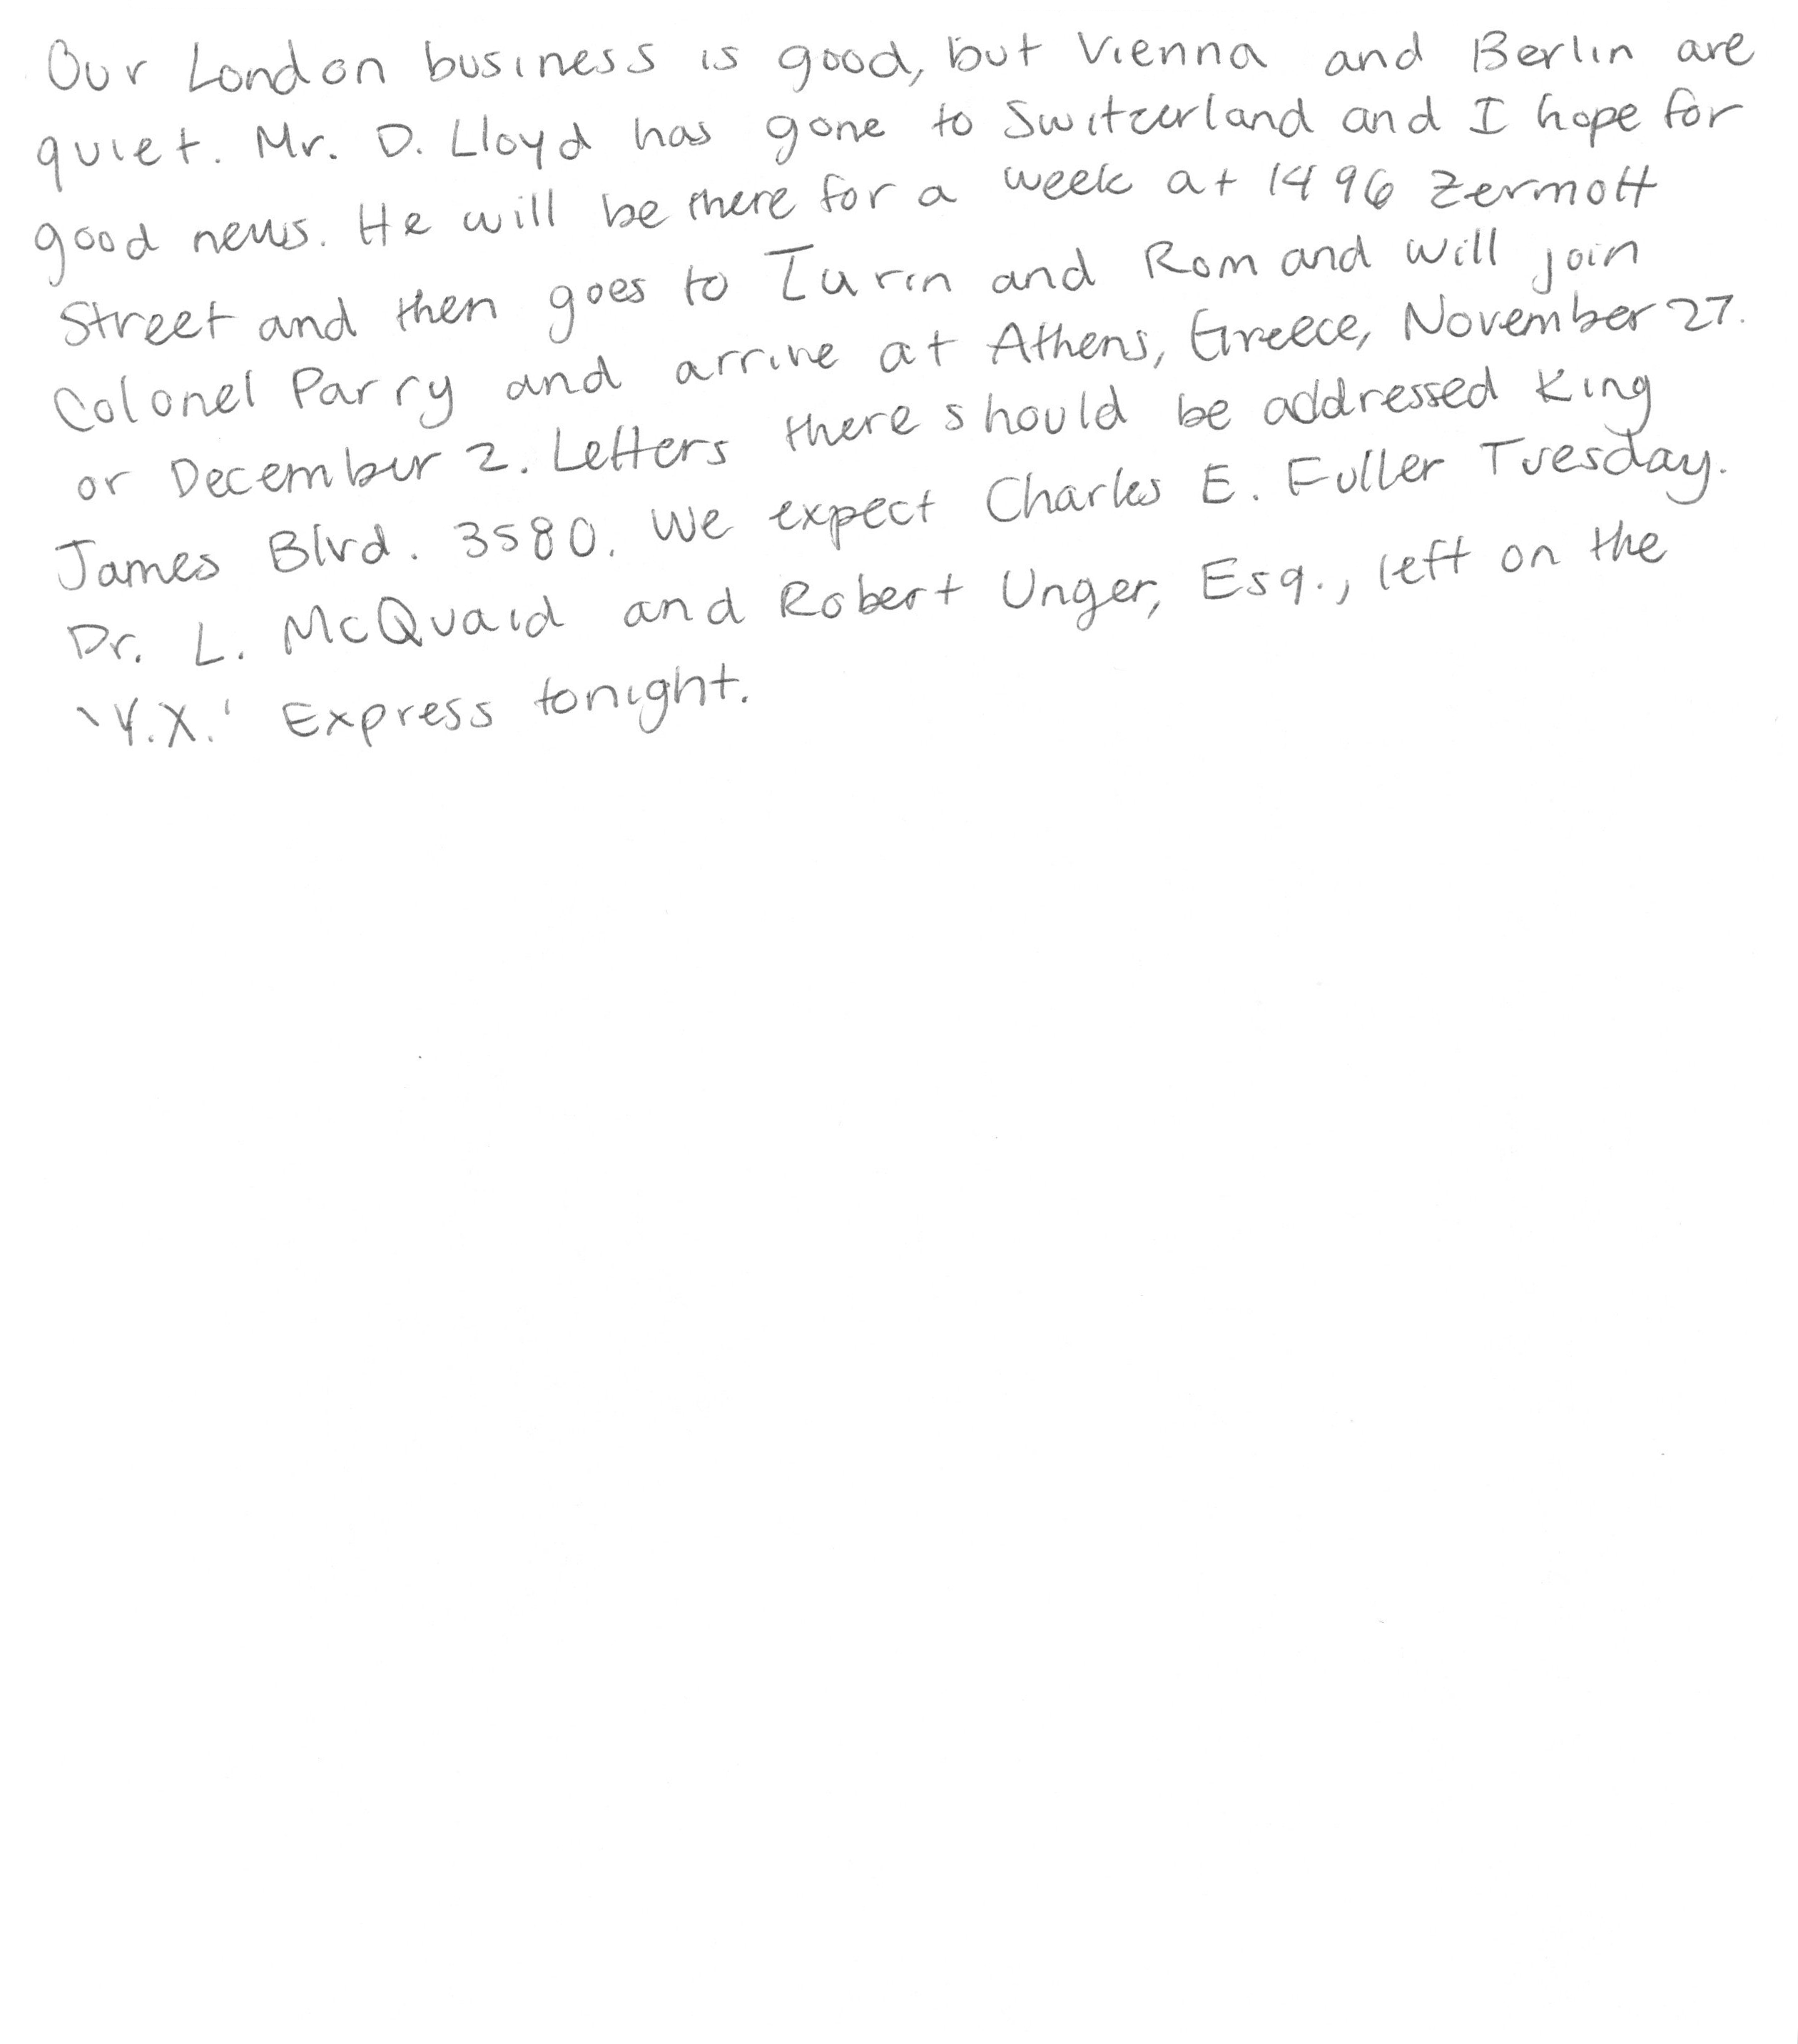 Our London business is good, but Vienna and Berlin are
quiet. Mr. D. Lloyd has gone to Switzerland and I hope for
good news. He will be there for a week at 1496 Zermott
Street and then goes to Turin and Rom and will join
Colonel Parry and arrive at Athens, Greece, November 27.
or December 2. Letters there should be addressed King
James Blvd. 3580. We expect Charles E. Fuller Tuesday.
Dr. L. McQuaid and Robert Unger, Esq., left on the
'Y.X.' Express tonight.